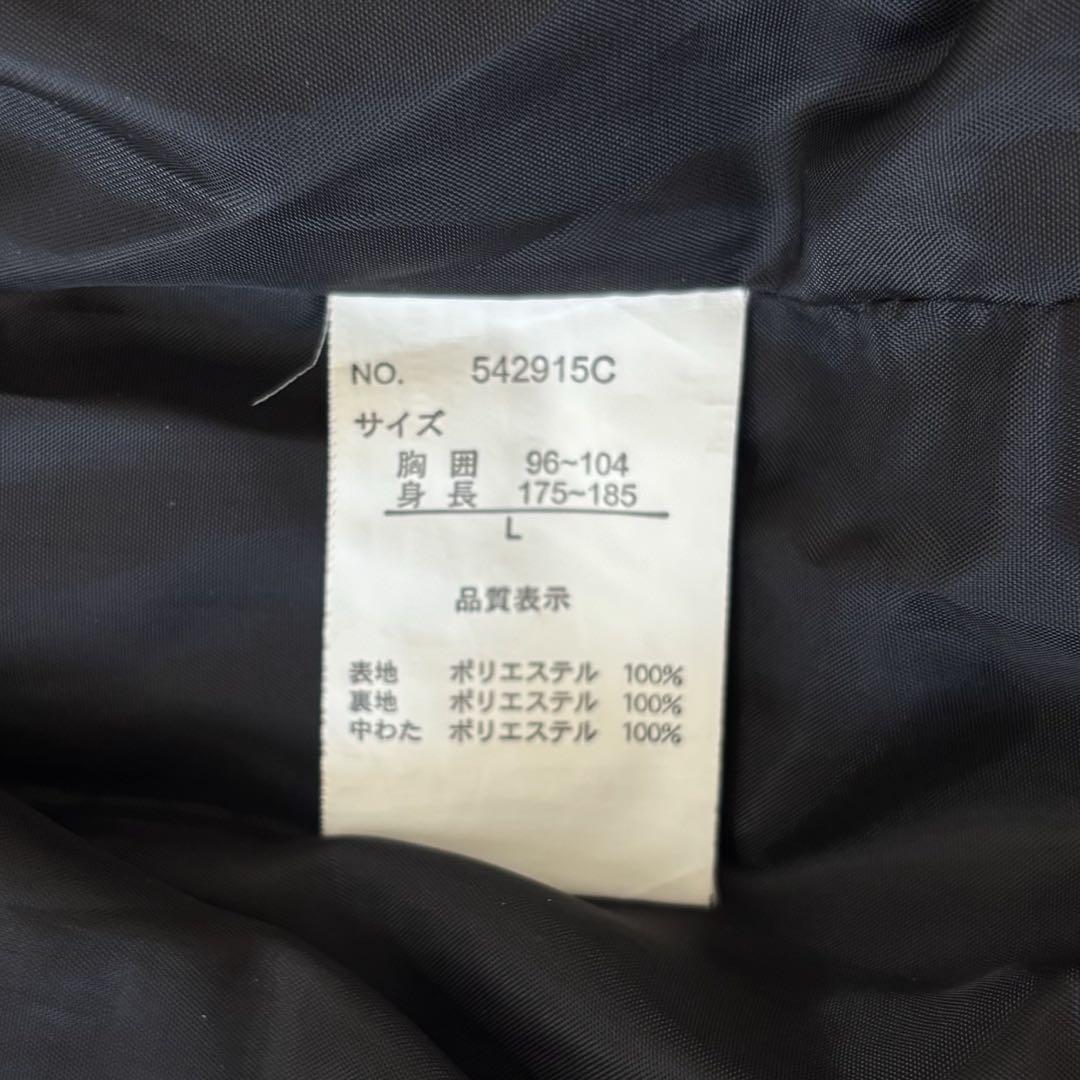 NO. 542915C
サイズ
胸囲 96~104
身長 175~185
L
品質表示
表地 ポリエステル 100%
裏地 ポリエステル 100%
中わた ポリエステル 100%